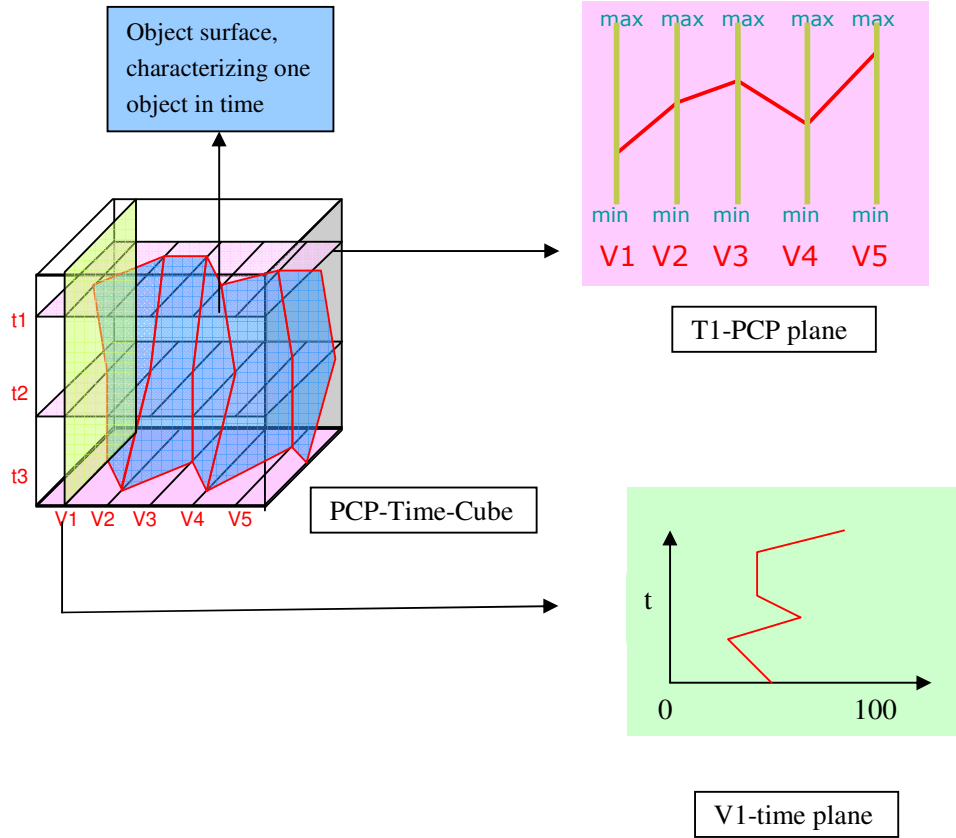 Object surface,
characterizing one
object in time
max max max max max
min min min min min
V1 V2 V3 V4 V5
T1-PCP plane
t1
t2
t3
V1 V2 V3 V4 V5
PCP-Time-Cube
t
0 100
V1-time plane